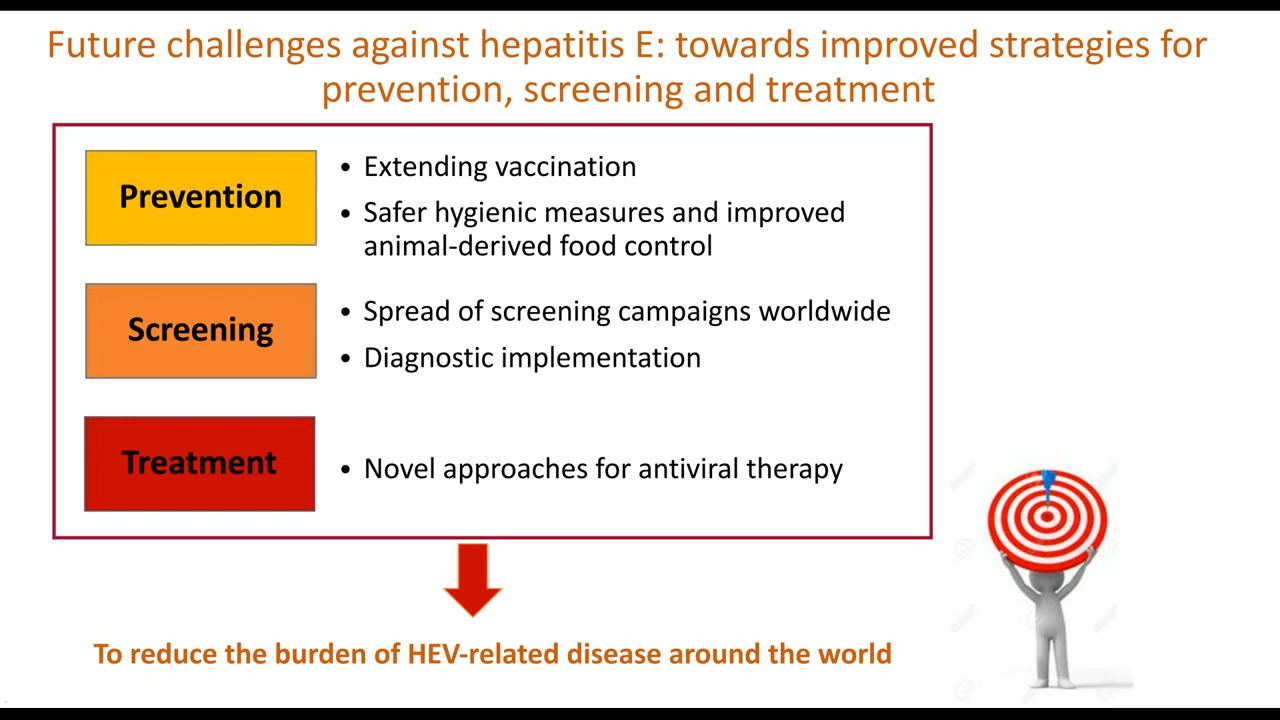 Future challenges against hepatitis E: towards improved strategies for
prevention, screening and treatment
Prevention
• Extending vaccination
• Safer hygienic measures and improved
animal-derived food control
Screening
• Spread of screening campaigns worldwide
• Diagnostic implementation
Treatment
• Novel approaches for antiviral therapy
To reduce the burden of HEV-related disease around the world